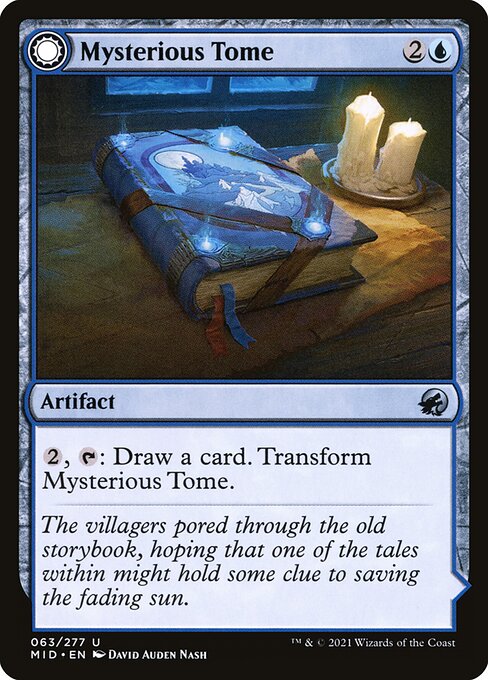 Mysterious Tome 2
Artifact
2, : Draw a card. Transform
Mysterious Tome.
The villagers pored through the old
storybook, hoping that one of the tales
within might hold some clue to saving
the fading sun.
063/277 U
MID • EN DAVID AUDEN NASH
™ & © 2021 Wizards of the Coast